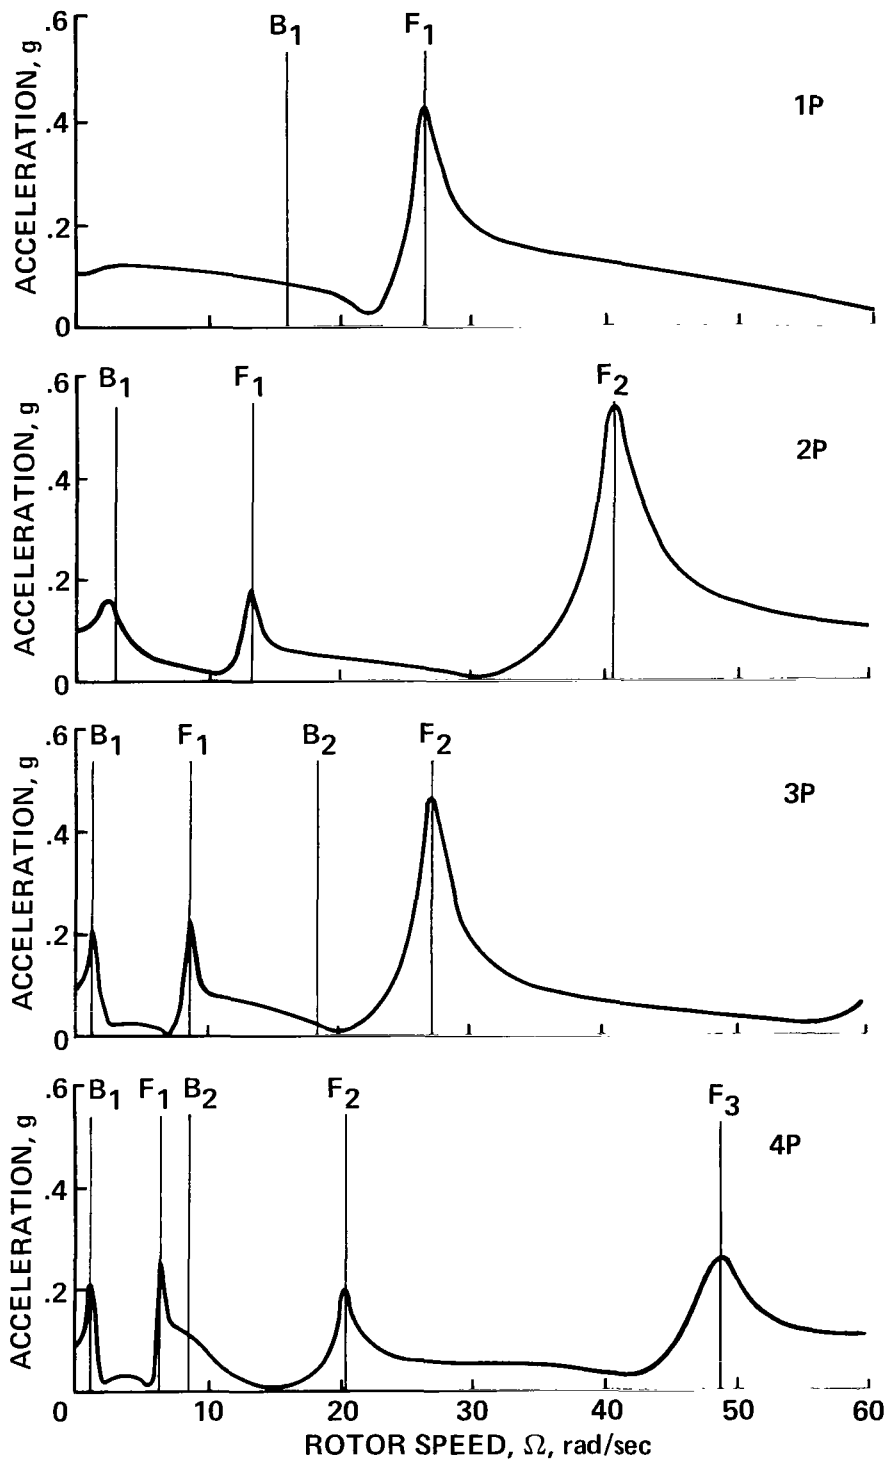 .6
B1
F1
1P
.4
.2
0
ACCELERATION, g
.6
B1
F1
F2
2P
.4
.2
0
ACCELERATION, g
.6
B1
F1
B2
F2
3P
.4
.2
0
ACCELERATION, g
.6
B1
F1
B2
F2
F3
4P
.4
.2
ACCELERATION, g
0 10 20 30 40 50 60
ROTOR SPEED, Ω, rad/sec